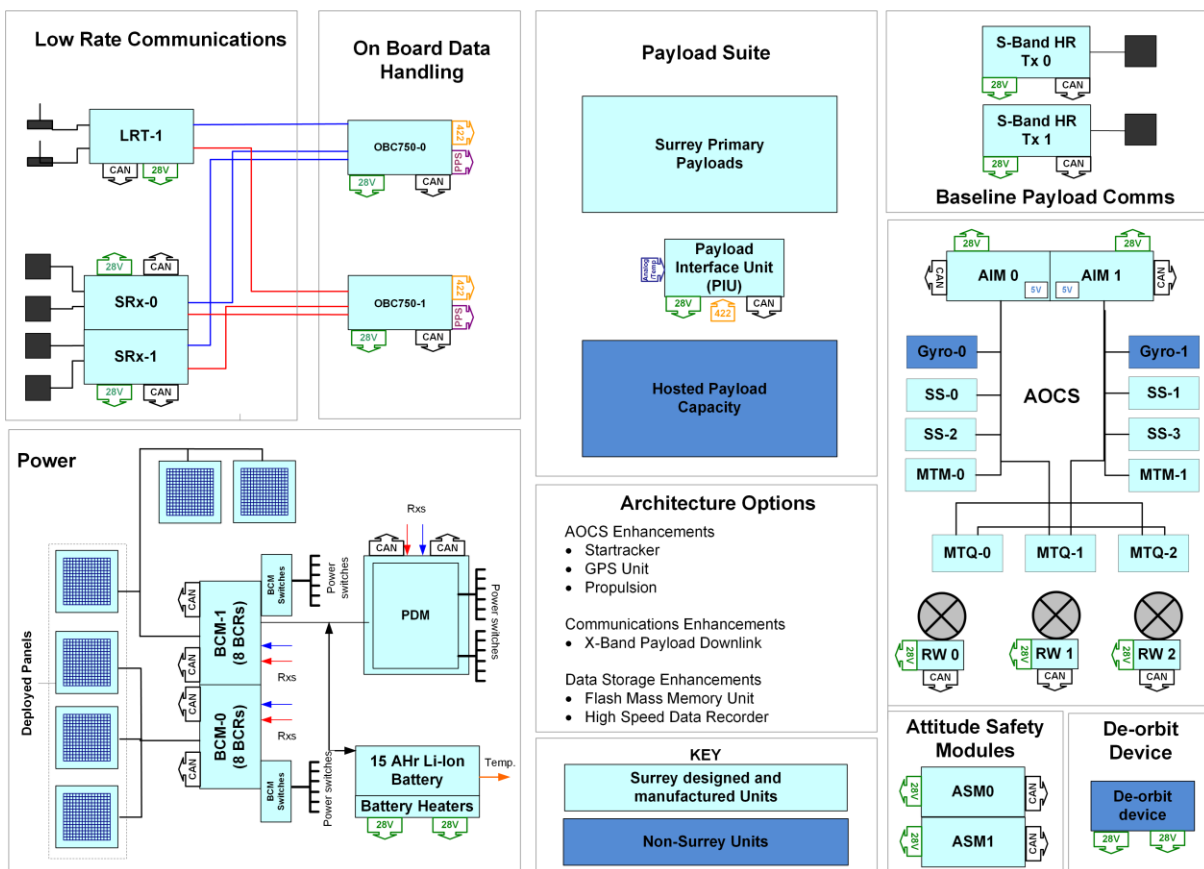 Low Rate Communications
LRT-1
CAN
28V
28V
CAN
SRx-0
SRx-1
28V
CAN
On Board Data
Handling
OBC750-0
422
PPS
28V
CAN
OBC750-1
422
PPS
28V
CAN
Payload Suite
Surrey Primary
Payloads
Analog
/Temp
Payload
Interface Unit
(PIU)
28V
422
CAN
Hosted Payload
Capacity
S-Band HR
Tx 0
28V
CAN
S-Band HR
Tx 1
28V
CAN
Baseline Payload Comms
28V
28V
CAN
AIM 0
AIM 1
CAN
5V
5V
Gyro-0
Gyro-1
SS-0
AOCS
SS-1
SS-2
SS-3
MTM-0
MTM-1
MTQ-0
MTQ-1
MTQ-2
28V
RW 0
CAN
28V
RW 1
CAN
28V
RW 2
CAN
Power
Deployed Panels
CAN
BCM-1
(8 BCRs)
CAN
BCM
Switches
Power
switches
Rxs
CAN
BCM-0
(8 BCRs)
CAN
Rxs
BCM
Switches
Power switches
Rxs
CAN
CAN
PDM
Power switches
15 AHr Li-Ion
Battery
Temp.
Battery Heaters
28V
28V
Architecture Options
AOCS Enhancements
• Startracker
• GPS Unit
• Propulsion
Communications Enhancements
• X-Band Payload Downlink
Data Storage Enhancements
• Flash Mass Memory Unit
• High Speed Data Recorder
KEY
Surrey designed and
manufactured Units
Non-Surrey Units
Attitude Safety
Modules
28V
ASM0
CAN
28V
ASM1
CAN
De-orbit
Device
De-orbit
device
28V
28V